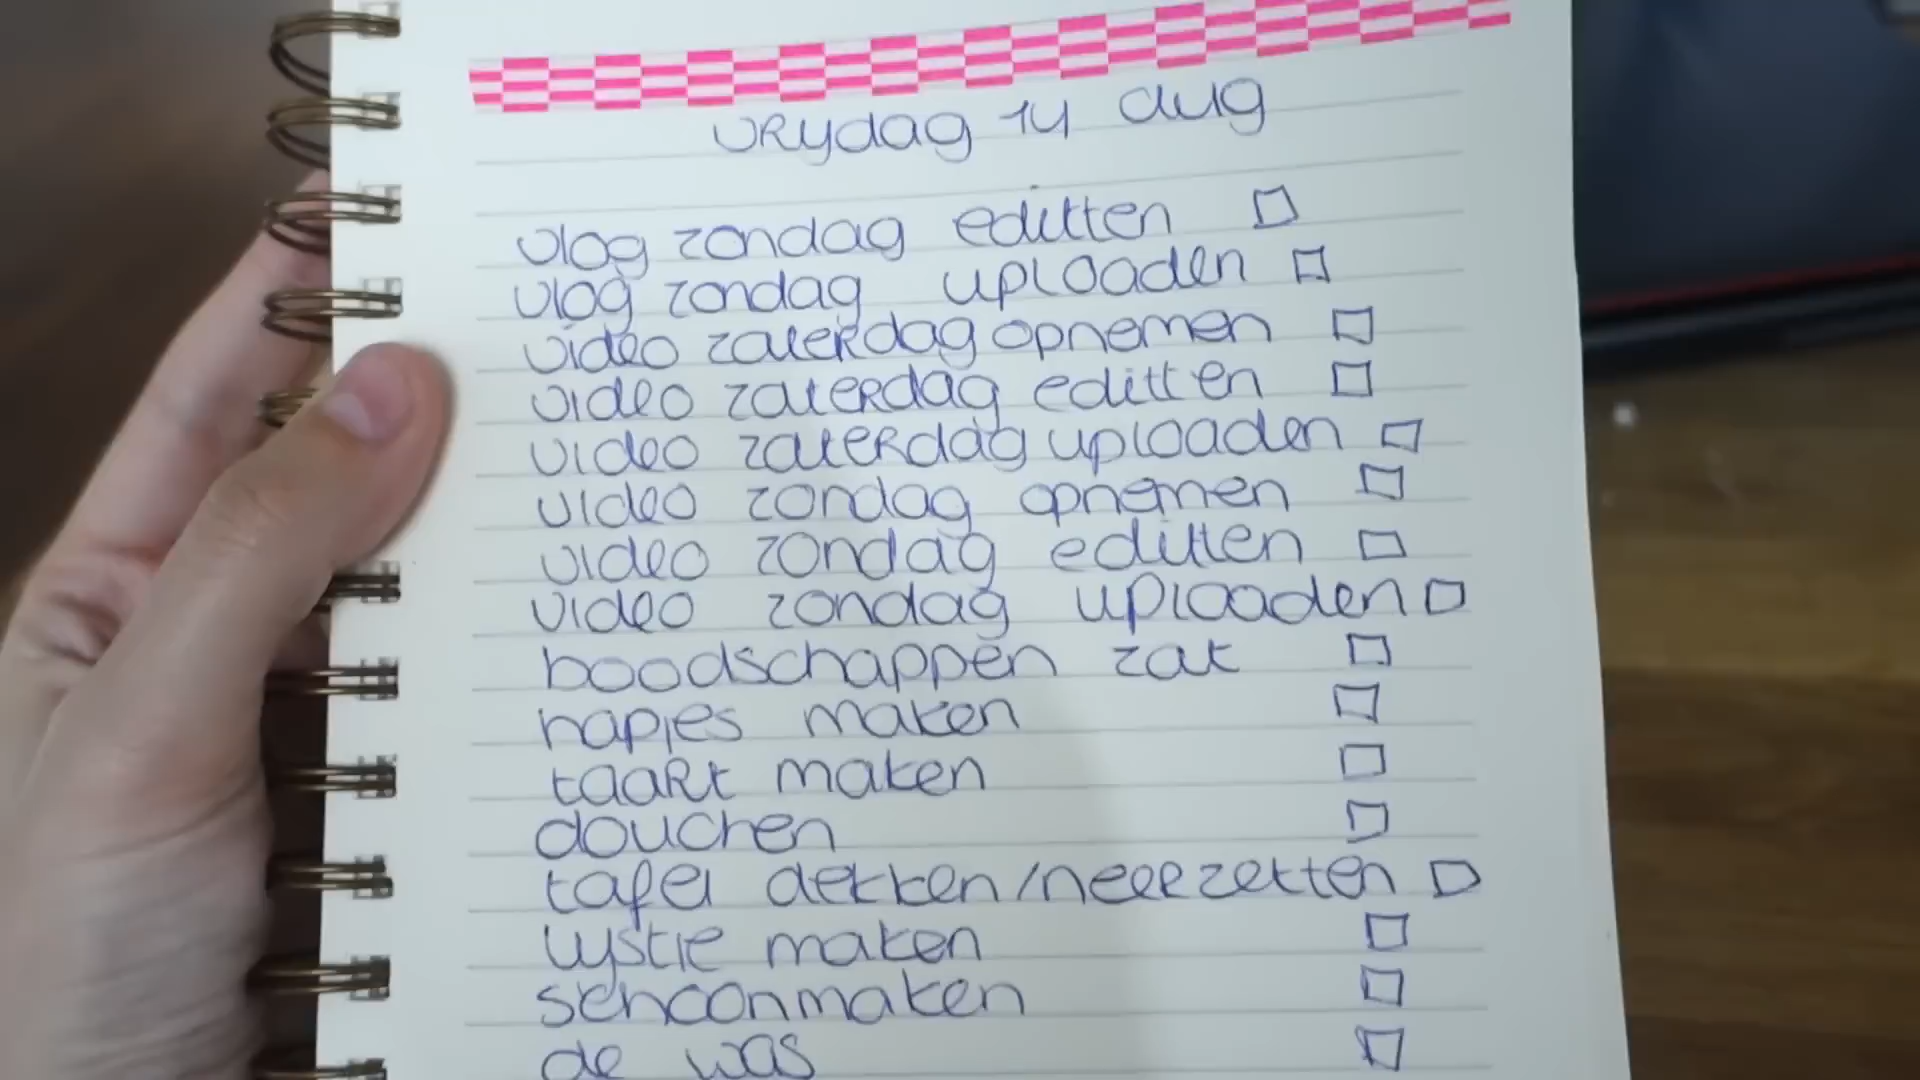 vrydag 14 aug
vlog zondag editten
vlog zondag uploaden
video zaterdag opnemen
video zaterdag editten
video zaterdag uploaden
video zondag opnemen
video zondag editten
video zondag uploaden
boodschappen zat
hapjes maken
taart maken
douchen
tafel dekken/neerzetten
lystje maken
schoonmaken
de was